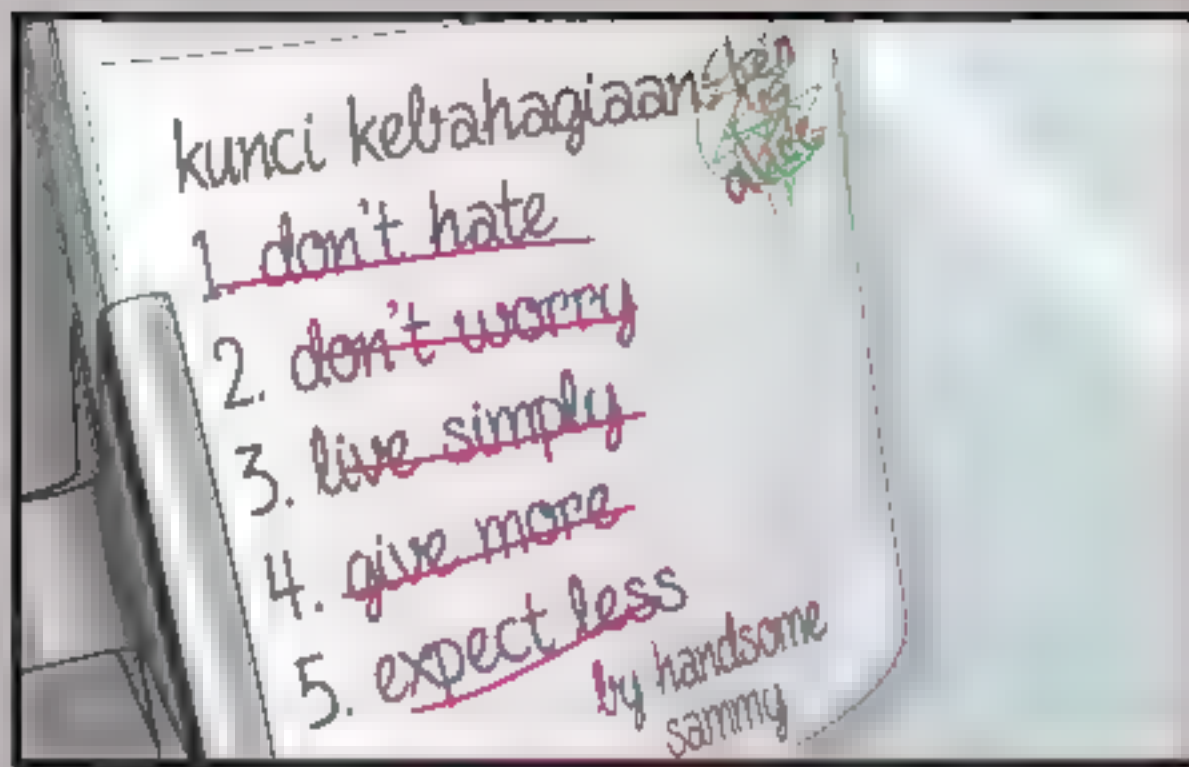 kunci kebahagiaan
1. don't hate
2. don't worry
3. live simply
4. give more
5. expect less
by handsome
sammy